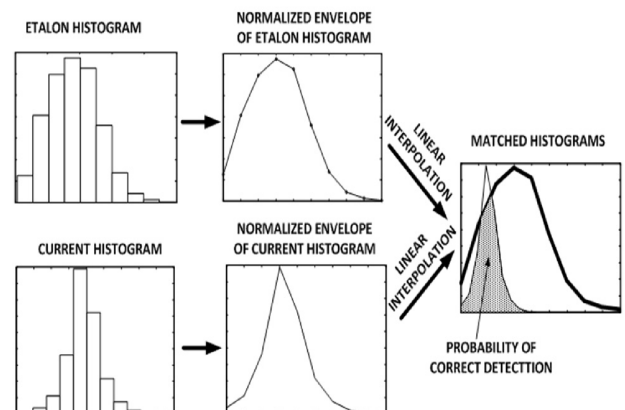 ETALON HISTOGRAM
NORMALIZED ENVELOPE
OF ETALON HISTOGRAM
LINEAR
INTERPOLATION
MATCHED HISTOGRAMS
CURRENT HISTOGRAM
NORMALIZED ENVELOPE
OF CURRENT HISTOGRAM
LINEAR
INTERPOLATION
PROBABILITY OF
CORRECT DETECTTION